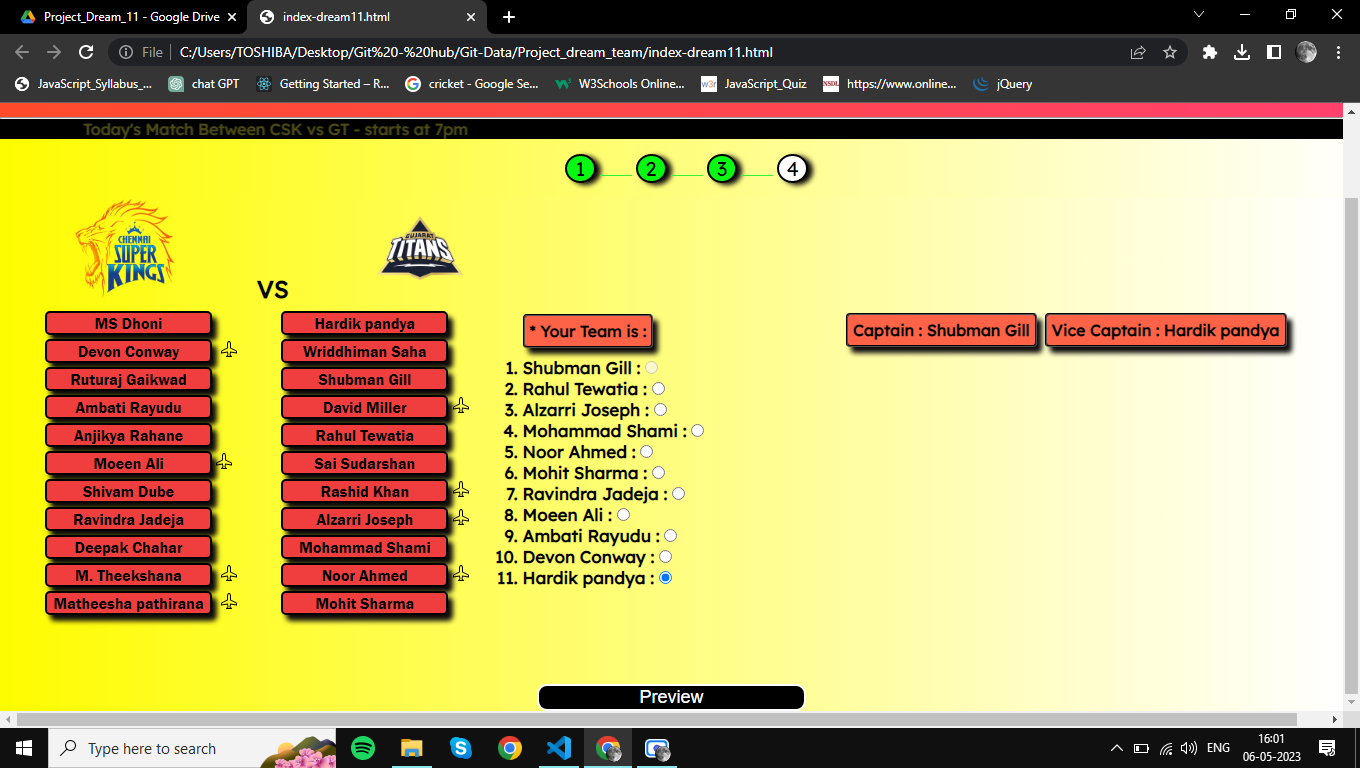 Project_Dream_11 - Google Drive
index-dream11.html
File
C:/Users/TOSHIBA/Desktop/Git%20-%20hub/Git-Data/Project_dream_team/index-dream11.html
JavaScript_Syllabus_...
chat GPT
Getting Started – R...
cricket - Google Se...
W3Schools Online...
JavaScript_Quiz
https://www.online...
jQuery
Today's Match Between CSK vs GT - starts at 7pm
1 2 3 4
CHENNAI
SUPER
KINGS
GUJARAT
TITANS
VS
MS Dhoni
Devon Conway
Ruturaj Gaikwad
Ambati Rayudu
Anjikya Rahane
Moeen Ali
Shivam Dube
Ravindra Jadeja
Deepak Chahar
M. Theekshana
Matheesha pathirana
Hardik pandya
Wriddhiman Saha
Shubman Gill
David Miller
Rahul Tewatia
Sai Sudarshan
Rashid Khan
Alzarri Joseph
Mohammad Shami
Noor Ahmed
Mohit Sharma
* Your Team is :
1. Shubman Gill :
2. Rahul Tewatia :
3. Alzarri Joseph :
4. Mohammad Shami :
5. Noor Ahmed :
6. Mohit Sharma :
7. Ravindra Jadeja :
8. Moeen Ali :
9. Ambati Rayudu :
10. Devon Conway :
11. Hardik pandya :
Captain : Shubman Gill
Vice Captain : Hardik pandya
Preview
Type here to search
ENG
16:01
06-05-2023